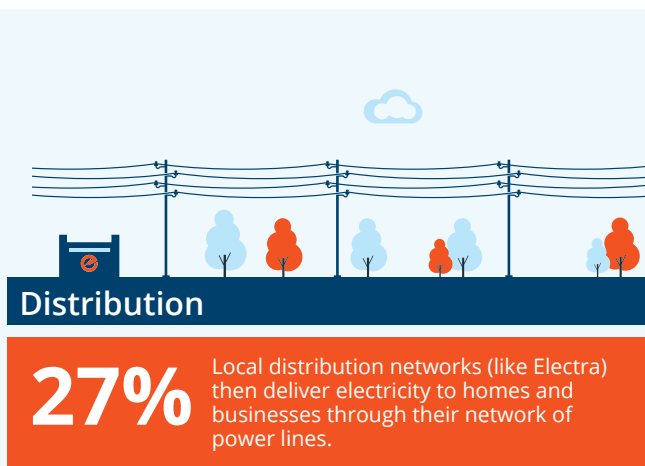 Distribution
27%
Local distribution networks (like Electra)
then deliver electricity to homes and
businesses through their network of
power lines.